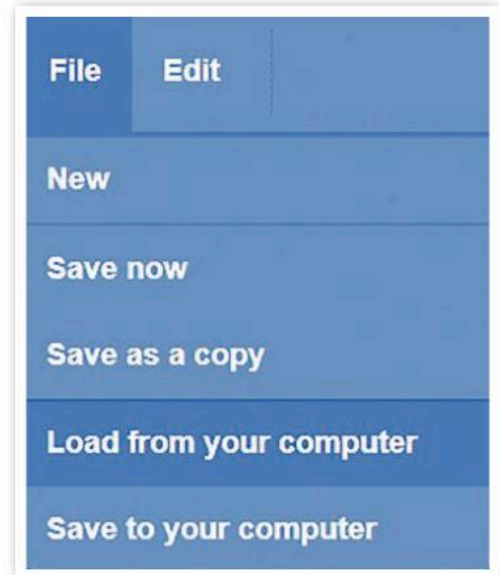 File Edit
New
Save now
Save as a copy
Load from your computer
Save to your computer